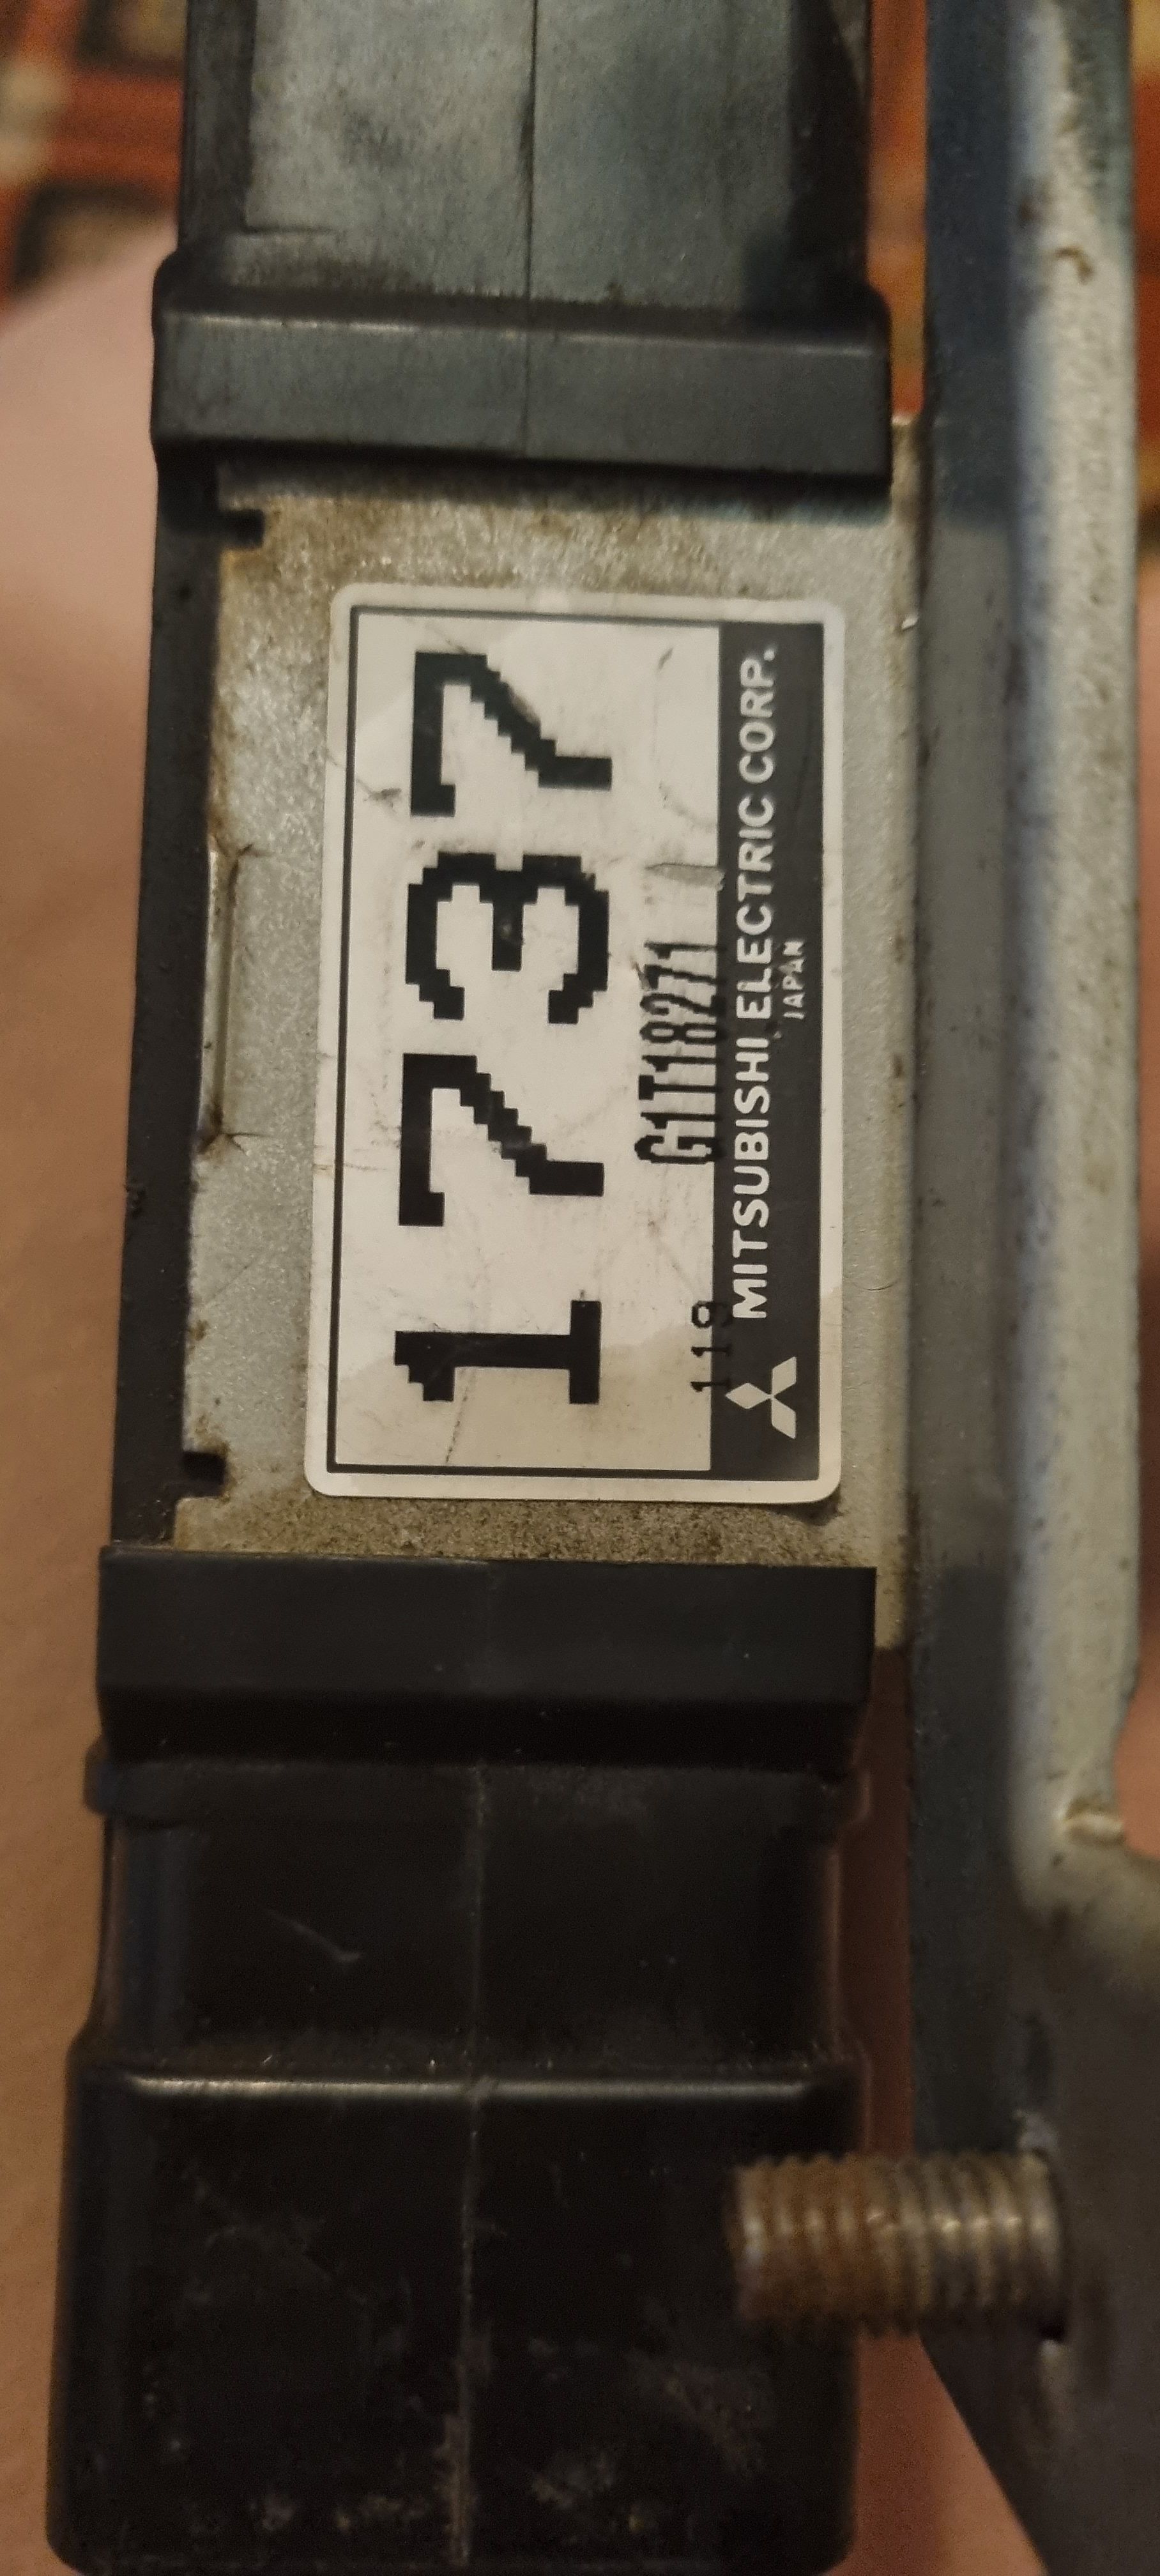 1737
G1T18271
119
MITSUBISHI ELECTRIC CORP.
JAPAN